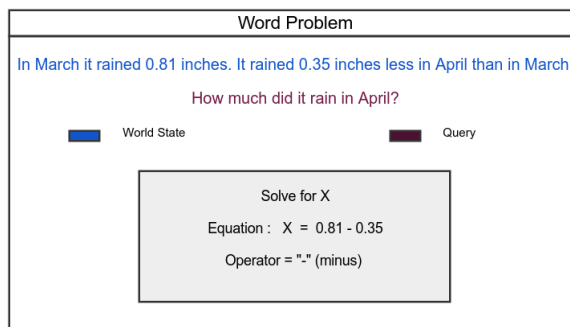 Word Problem
In March it rained 0.81 inches. It rained 0.35 inches less in April than in March
How much did it rain in April?
World State
Query
Solve for X
Equation : X = 0.81 - 0.35
Operator = "-" (minus)